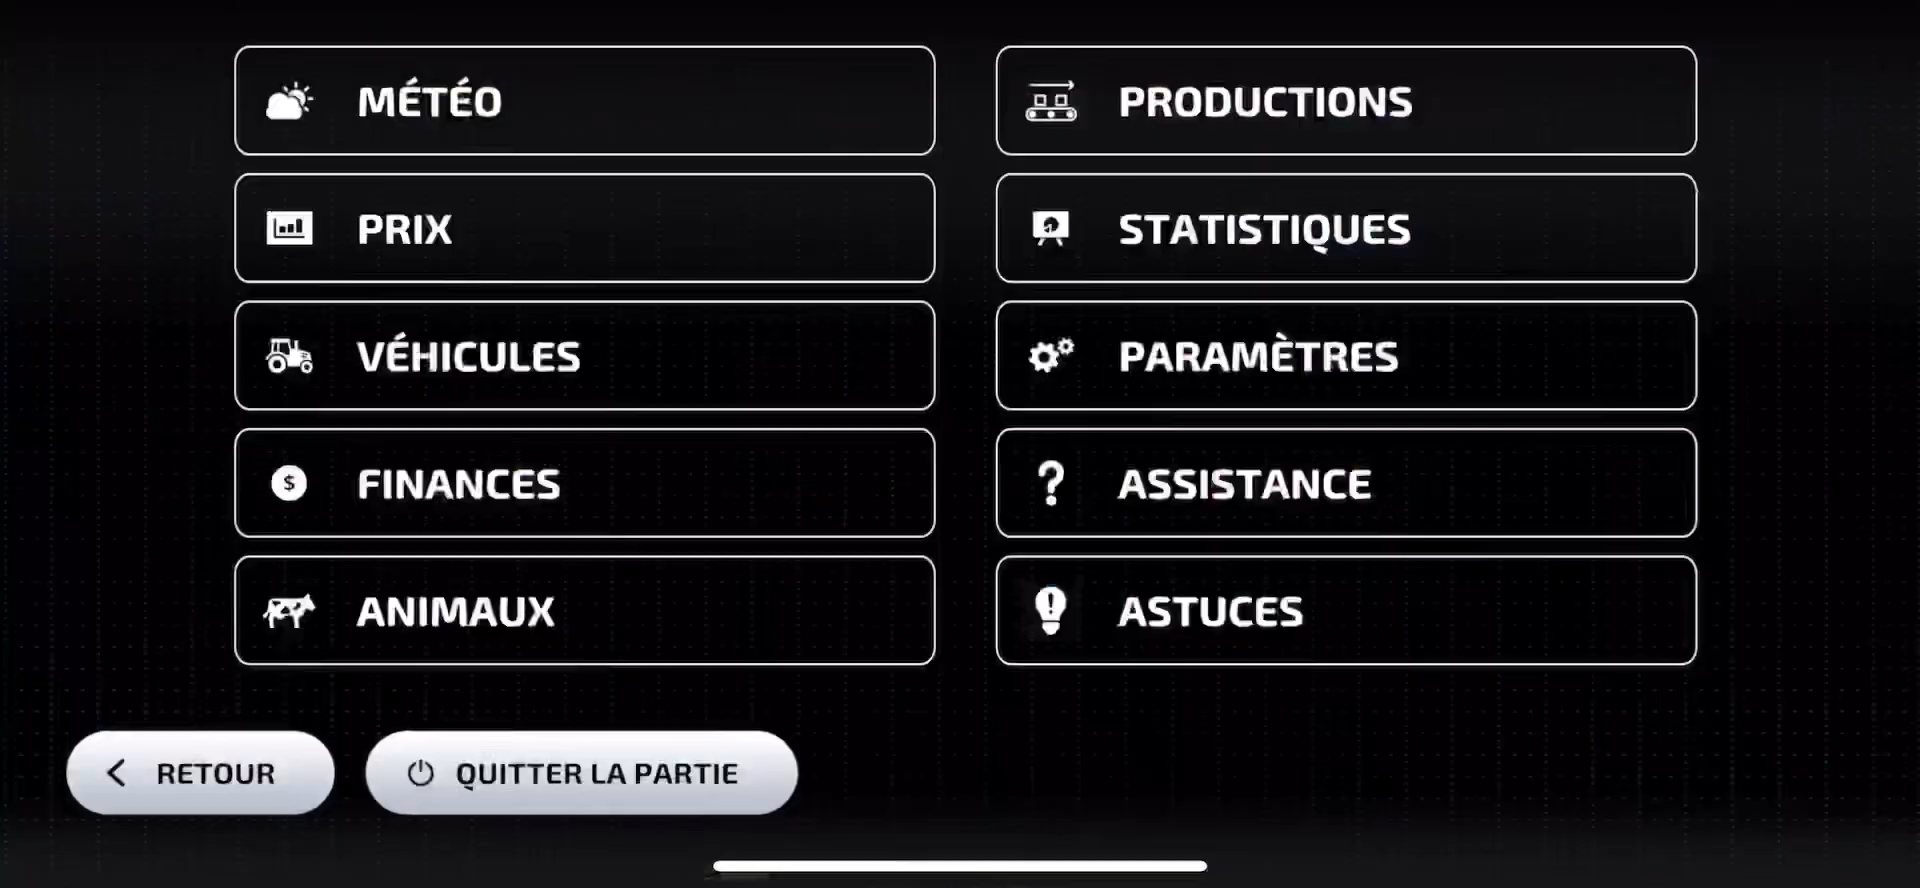 MÉTÉO
PRIX
VÉHICULES
FINANCES
ANIMAUX
PRODUCTIONS
STATISTIQUES
PARAMÈTRES
ASSISTANCE
ASTUCES
RETOUR
QUITTER LA PARTIE